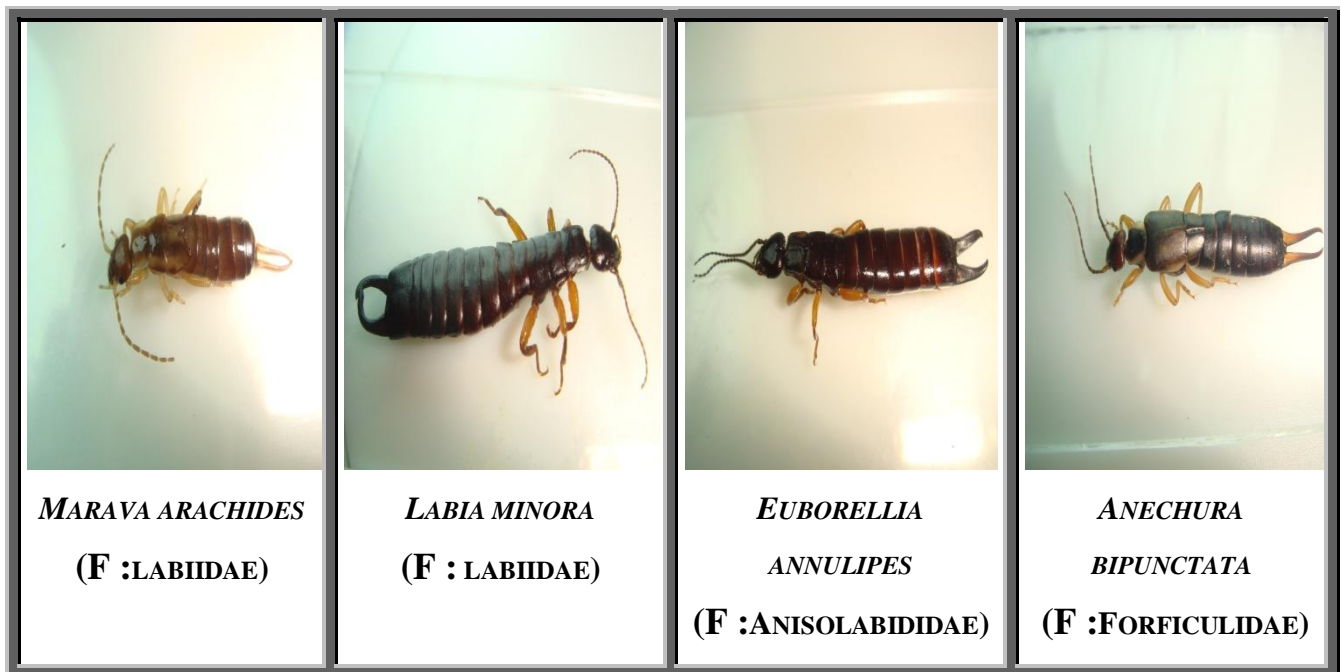 MARAVA ARACHIDES
(F :LABIIDAE)
LABIA MINORA
(F : LABIIDAE)
EUBORELLIA
ANNULIPES
(F :ANISOLABIDIDAE)
ANECHURA
BIPUNCTATA
(F :FORFICULIDAE)